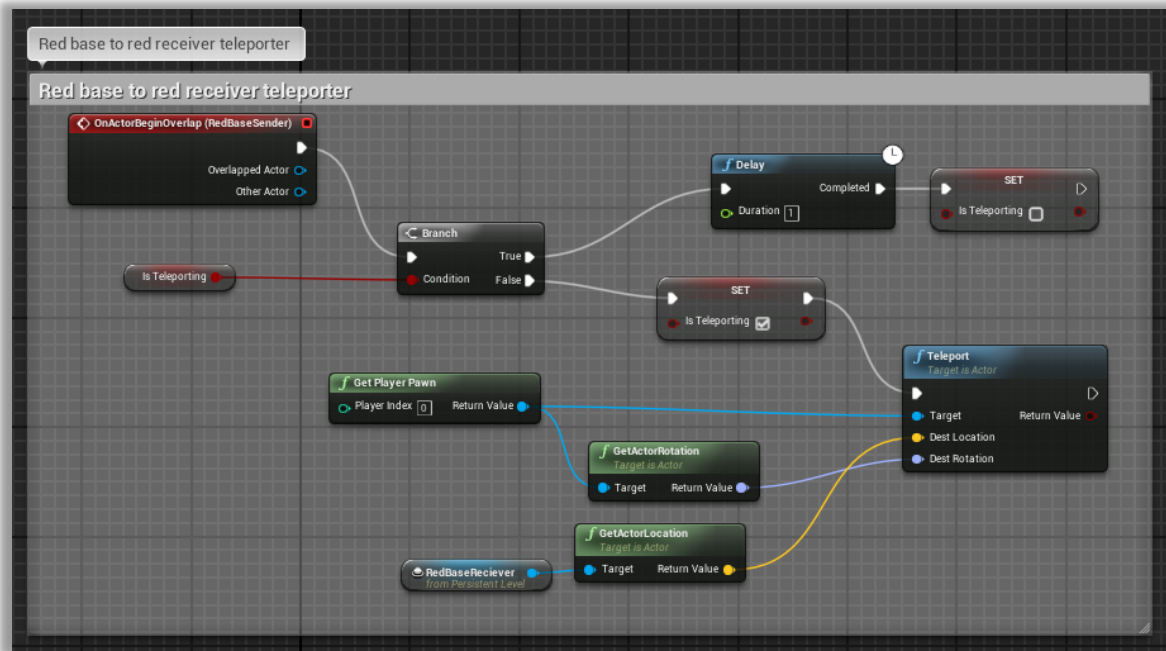 Red base to red receiver teleporter
Red base to red receiver teleporter
OnActorBeginOverlap (RedBaseSender)
Overlapped Actor
Other Actor
Is Teleporting
Branch
True
Condition
False
Delay
Completed
Duration 1
SET
Is Teleporting
SET
Is Teleporting
Get Player Pawn
Player Index 0
Return Value
GetActorRotation
Target is Actor
Target
Return Value
GetActorLocation
Target is Actor
Target
Return Value
RedBaseReciever
from Persistent Level
Teleport
Target is Actor
Target
Return Value
Dest Location
Dest Rotation